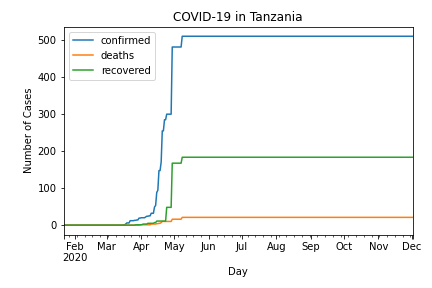 COVID-19 in Tanzania
confirmed
deaths
recovered
500
400
300
200
100
0
Number of Cases
Feb Mar Apr May Jun Jul Aug Sep Oct Nov Dec
2020
Day